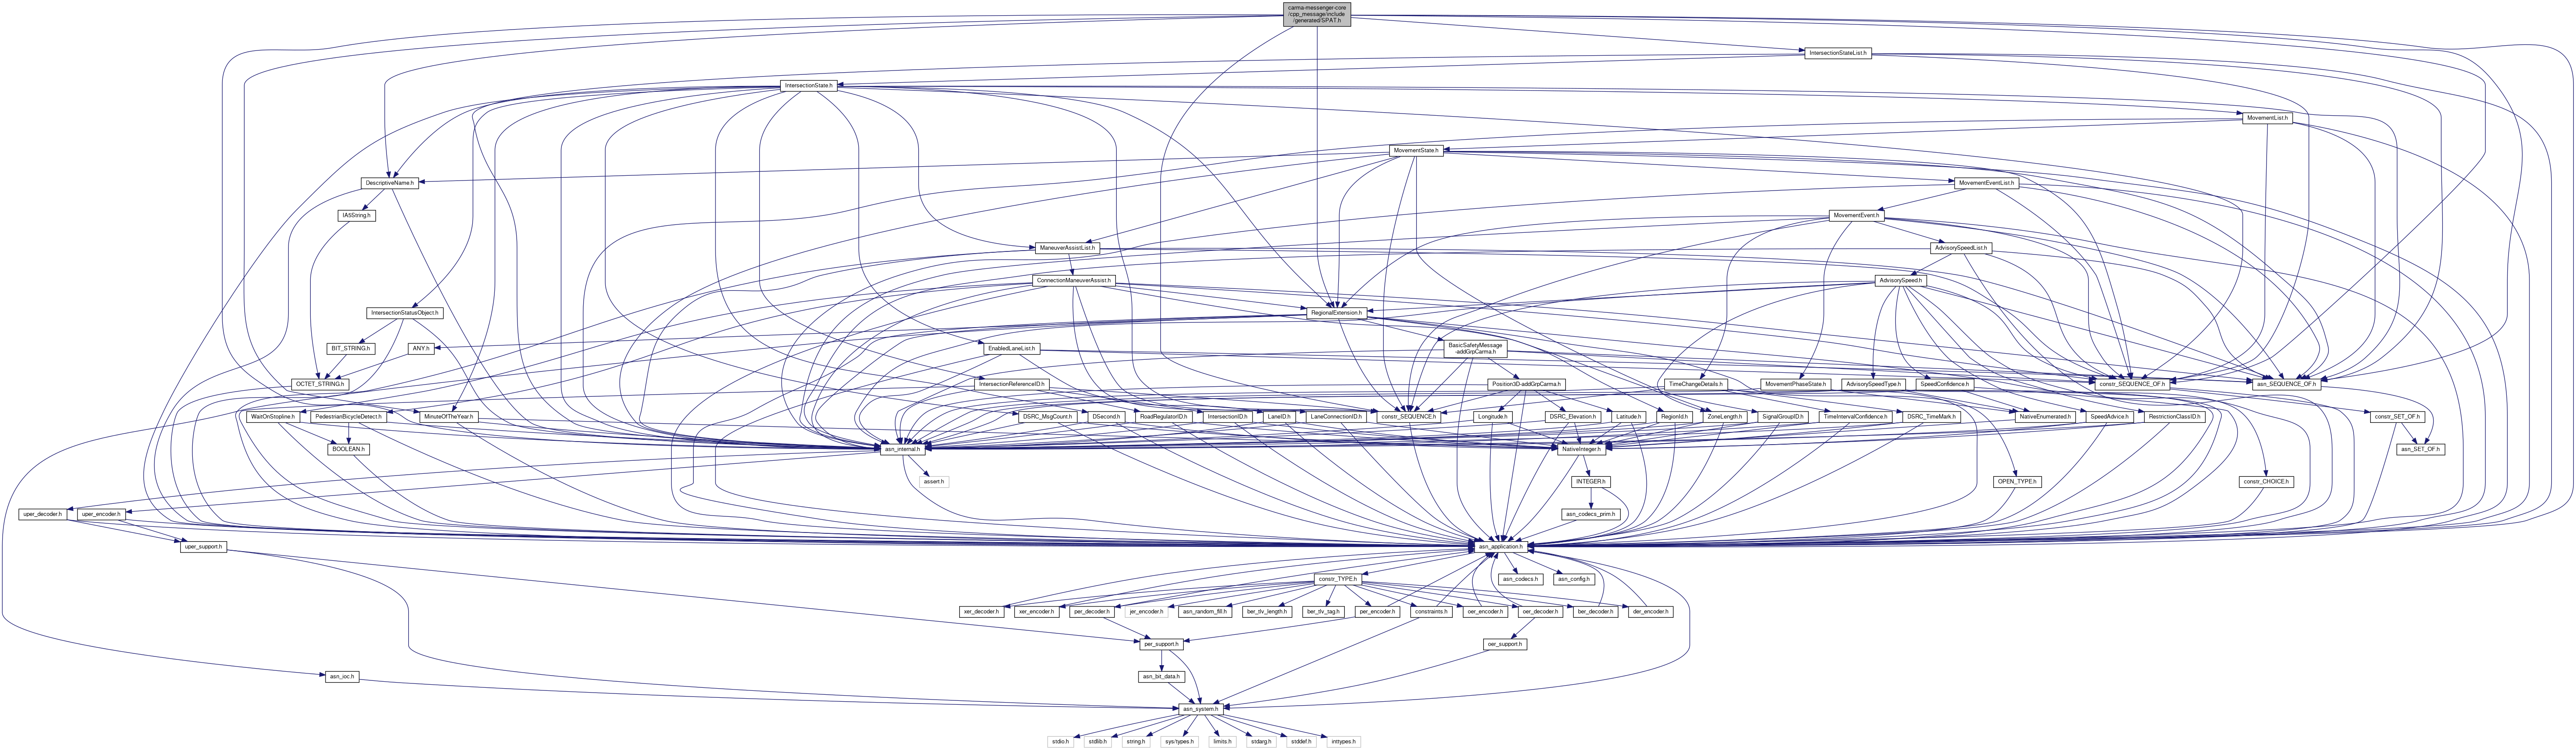 carma-messenger-core
/cpp_message/include
/generated/SPAT.h
IntersectionStateList.h
IntersectionState.h
MovementList.h
MovementState.h
DescriptiveName.h
MovementEventList.h
IA5String.h
MovementEvent.h
ManeuverAssistList.h
AdvisorySpeedList.h
ConnectionManeuverAssist.h
AdvisorySpeed.h
IntersectionStatusObject.h
RegionalExtension.h
BIT_STRING.h
ANY.h
EnabledLaneList.h
BasicSafetyMessage
-addGrpCarma.h
OCTET_STRING.h
IntersectionReferenceID.h
Position3D-addGrpCarma.h
TimeChangeDetails.h
MovementPhaseState.h
AdvisorySpeedType.h
SpeedConfidence.h
constr_SEQUENCE_OF.h
asn_SEQUENCE_OF.h
WaitOnStopline.h
PedestrianBicycleDetect.h
MinuteOfTheYear.h
DSRC_MsgCount.h
DSecond.h
RoadRegulatorID.h
IntersectionID.h
LaneID.h
LaneConnectionID.h
constr_SEQUENCE.h
Longitude.h
DSRC_Elevation.h
Latitude.h
RegionId.h
ZoneLength.h
SignalGroupID.h
TimeIntervalConfidence.h
DSRC_TimeMark.h
NativeEnumerated.h
SpeedAdvice.h
RestrictionClassID.h
constr_SET_OF.h
BOOLEAN.h
asn_internal.h
NativeInteger.h
asn_SET_OF.h
assert.h
INTEGER.h
OPEN_TYPE.h
constr_CHOICE.h
uper_decoder.h
uper_encoder.h
asn_codecs_prim.h
uper_support.h
asn_application.h
constr_TYPE.h
asn_codecs.h
asn_config.h
xer_decoder.h
xer_encoder.h
per_decoder.h
jer_encoder.h
asn_random_fill.h
ber_tlv_length.h
ber_tlv_tag.h
per_encoder.h
constraints.h
oer_encoder.h
oer_decoder.h
ber_decoder.h
der_encoder.h
per_support.h
oer_support.h
asn_ioc.h
asn_bit_data.h
asn_system.h
stdio.h
stdlib.h
string.h
sys/types.h
limits.h
stdarg.h
stddef.h
inttypes.h